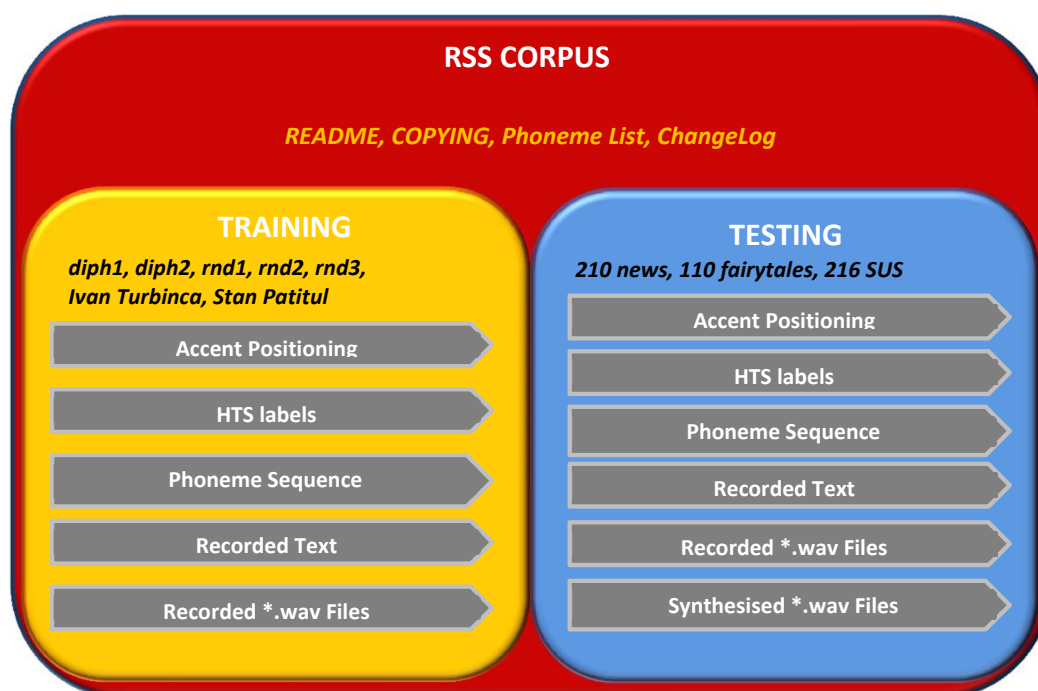 RSS CORPUS
README, COPYING, Phoneme List, ChangeLog
TRAINING
diph1, diph2, rnd1, rnd2, rnd3,
Ivan Turbinca, Stan Patitul
Accent Positioning
HTS labels
Phoneme Sequence
Recorded Text
Recorded *.wav Files
TESTING
210 news, 110 fairytales, 216 SUS
Accent Positioning
HTS labels
Phoneme Sequence
Recorded Text
Recorded *.wav Files
Synthesised *.wav Files